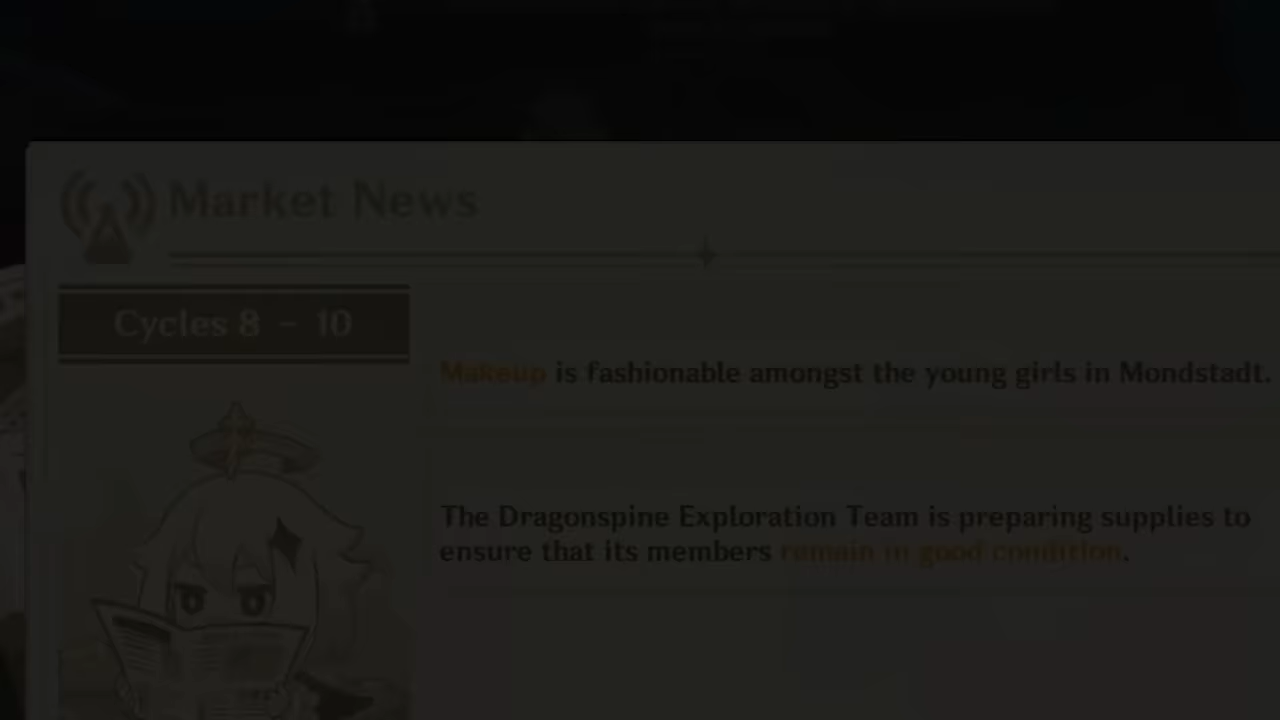 Market News
Cycles 8 - 10
Makeup is fashionable amongst the young girls in Mondstadt.
The Dragonspine Exploration Team is preparing supplies to
ensure that its members remain in good condition.